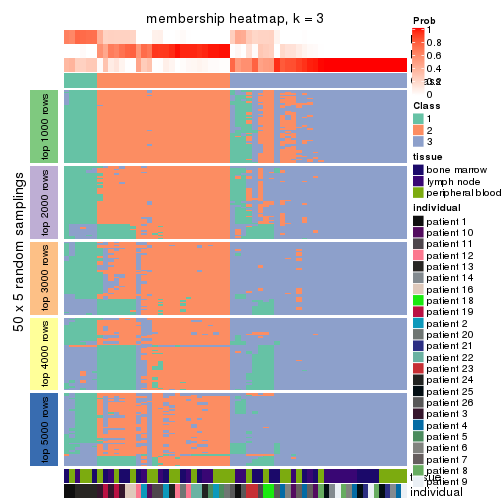 membership heatmap, k = 3
50 x 5 random samplings
top 1000 rows
top 2000 rows
top 3000 rows
top 4000 rows
top 5000 rows
Prob
1
0.8
0.6
0.4
0.2
0
Class
Class
1
2
3
tissue
bone marrow
lymph node
peripheral blood
individual
patient 1
patient 10
patient 11
patient 12
patient 13
patient 14
patient 16
patient 18
patient 19
patient 2
patient 20
patient 21
patient 22
patient 23
patient 24
patient 25
patient 26
patient 3
patient 4
patient 5
patient 6
patient 7
patient 8
patient 9
tissue
individual